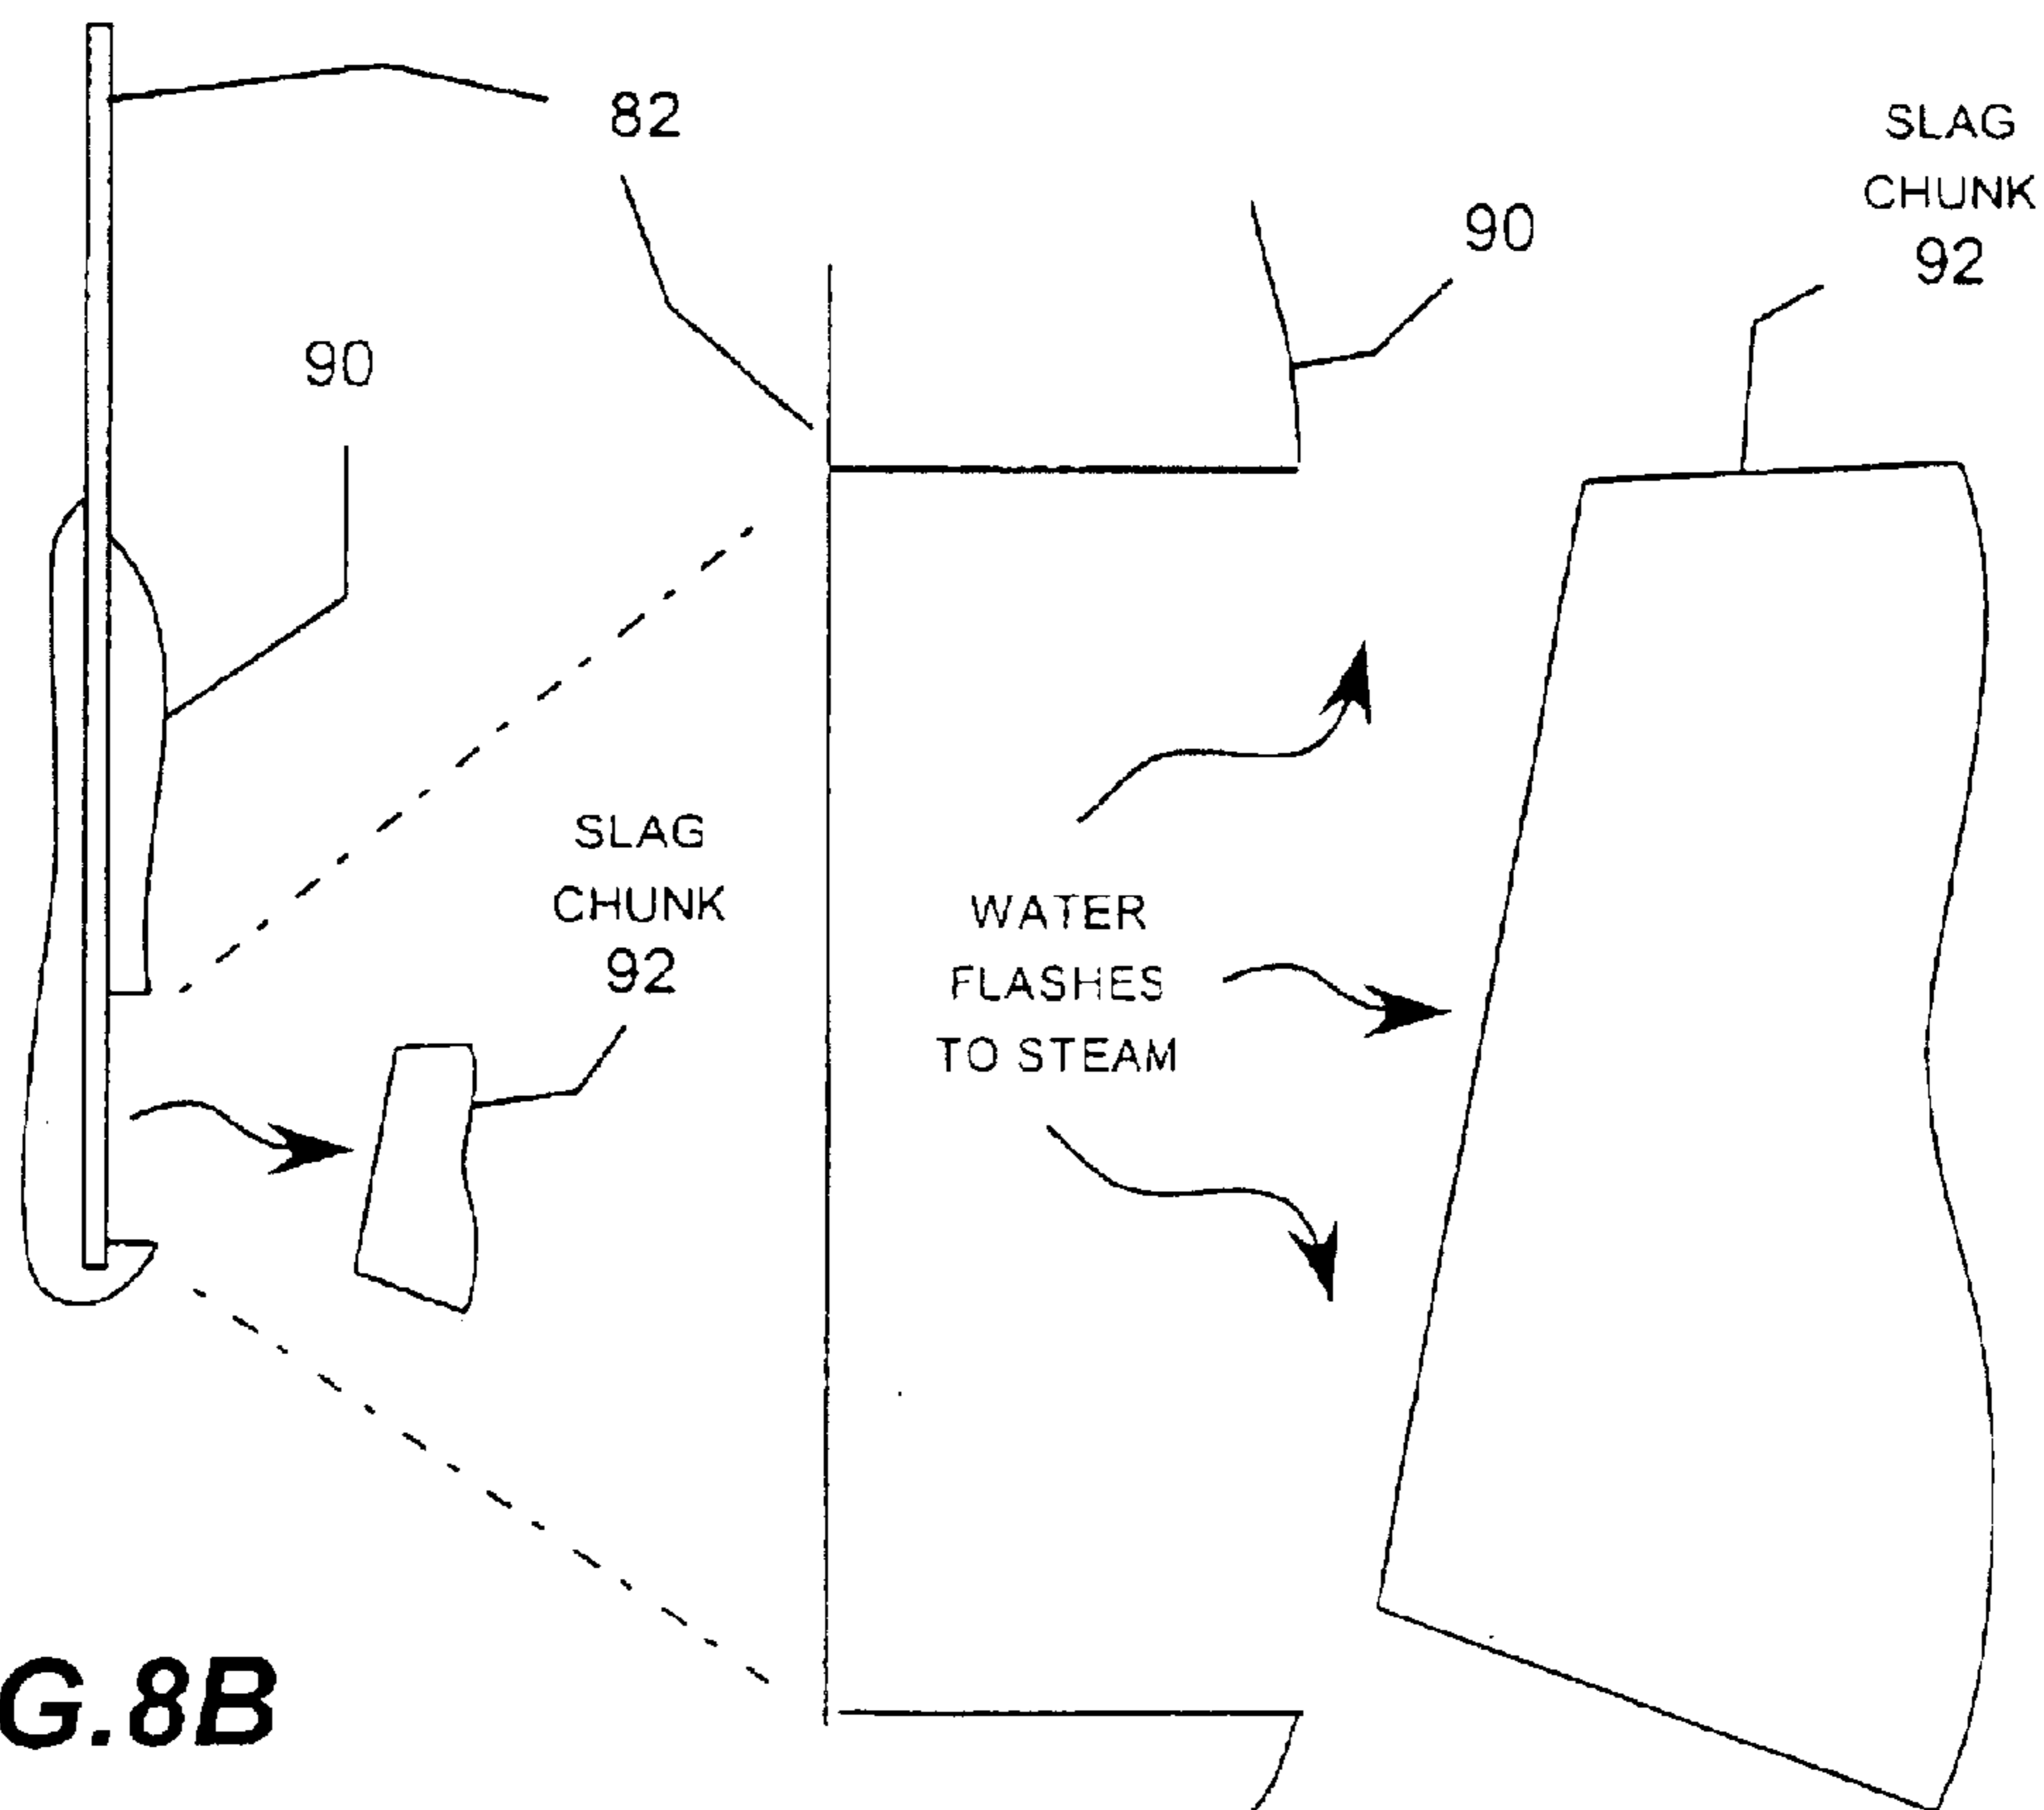 82
SLAG
CHUNK
92
90
90
SLAG
CHUNK
92
WATER
FLASHES
TO STEAM
G.8B